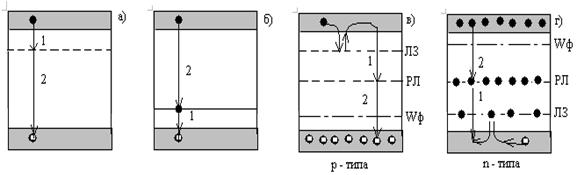 а)
б)
в)
г)
1
2
2
1
ЛЗ
1
РЛ
2
Wф
Wф
2
РЛ
1
ЛЗ
p - типа
n - типа